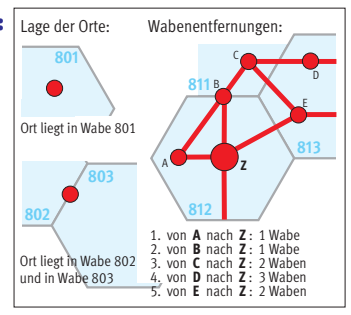 Lage der Orte:
801
Ort liegt in Wabe 801
803
802
Ort liegt in Wabe 802
und in Wabe 803
Wabenentfernungen:
C
D
811
B
E
A
Z
813
812
1. von A nach Z: 1 Wabe
2. von B nach Z: 1 Wabe
3. von C nach Z: 2 Waben
4. von D nach Z: 3 Waben
5. von E nach Z: 2 Waben